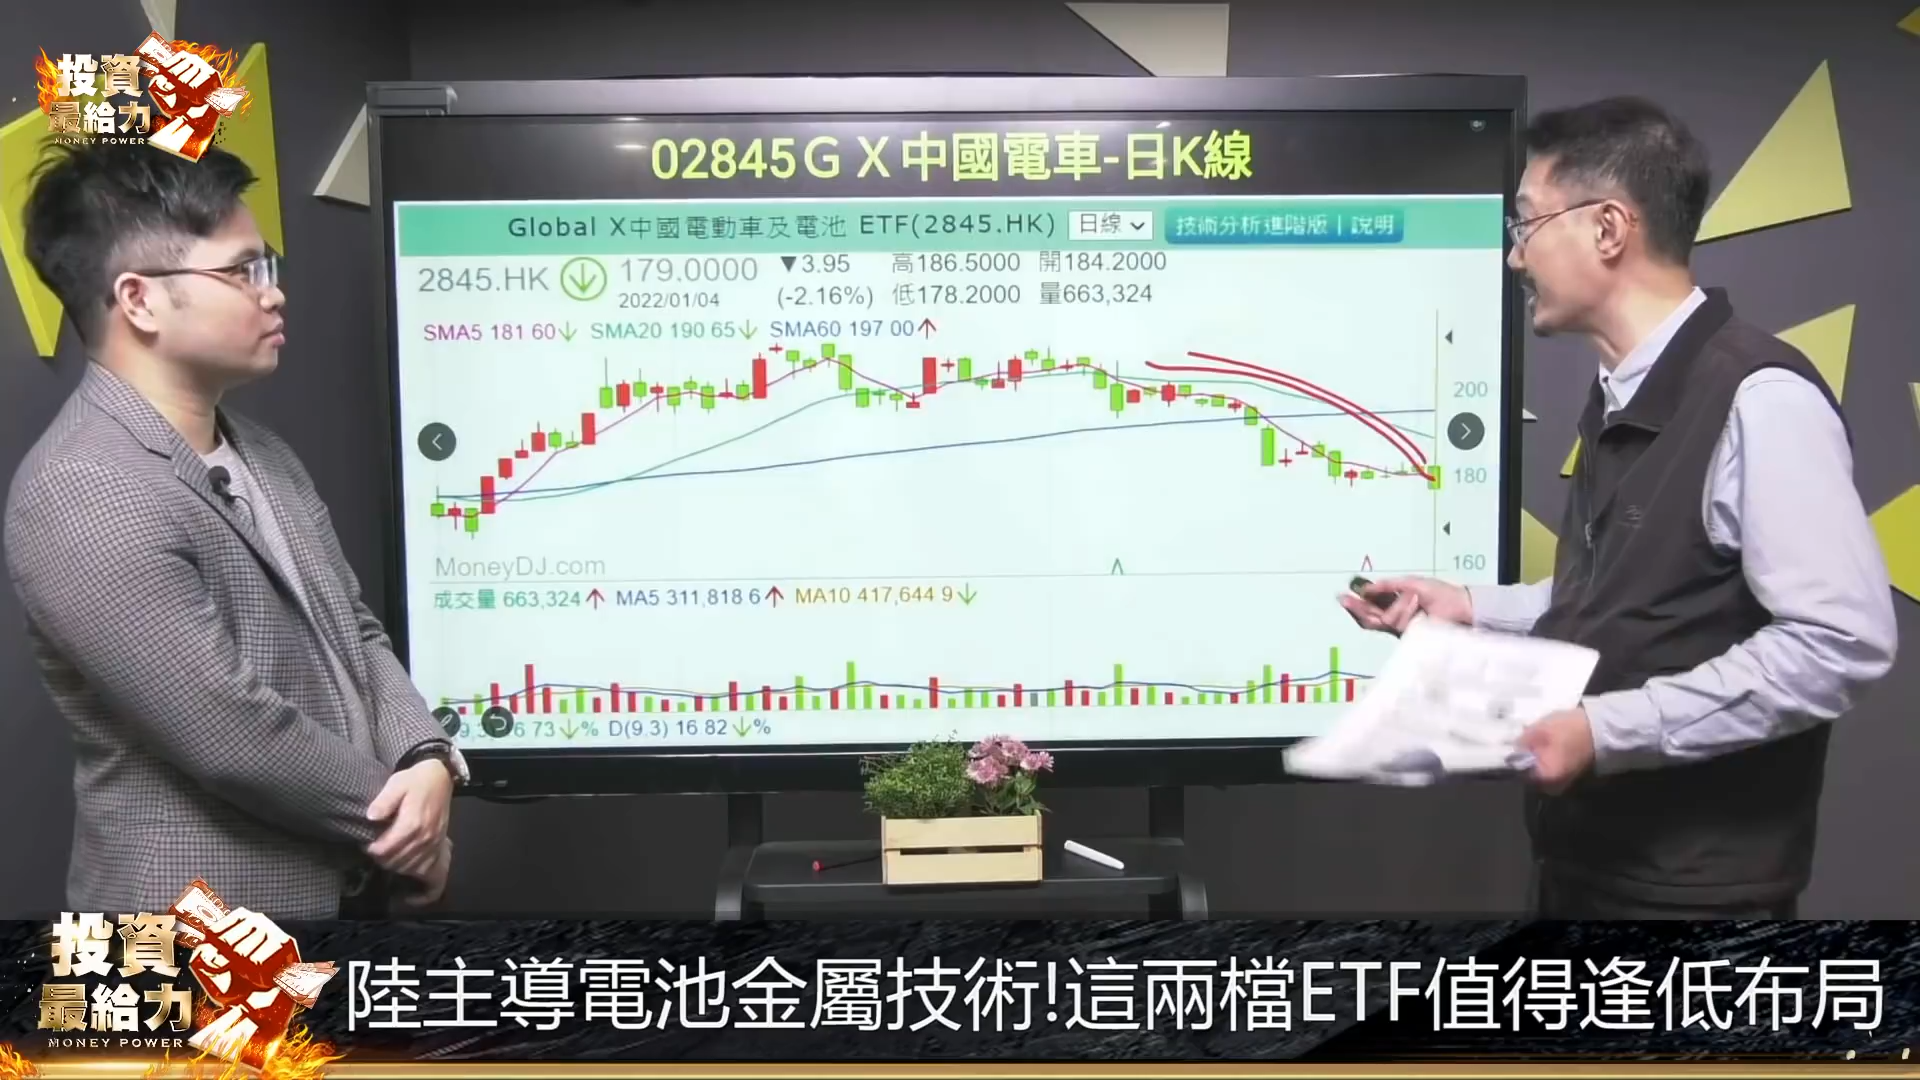 投資
最給力
MONEY POWER
02845G X中國電車-日K線
Global X中國電動車及電池 ETF(2845.HK)
日線
技術分析進階版 | 說明
2845.HK
179.0000
2022/01/04
▼3.95
(-2.16%)
高186.5000
開184.2000
低178.2000
量663,324
SMA5 181 60↓ SMA20 190 65↓ SMA60 197 00↑
200
180
160
MoneyDJ.com
成交量 663,324↑ MA5 311,818 6↑ MA10 417,644 9↓
6 73↓% D(9,3) 16 82↓%
投資
最給力
MONEY POWER
陸主導電池金屬技術!這兩檔ETF值得逢低布局